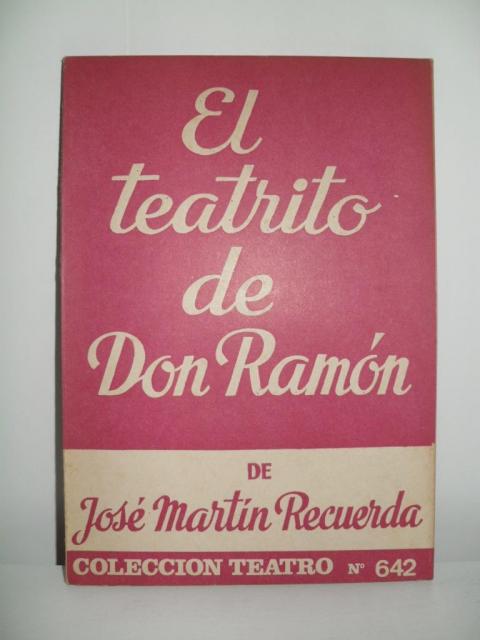 El
teatrito
de
Don Ramón
DE
José Martín Recuerda
COLECCION TEATRO Nº 642